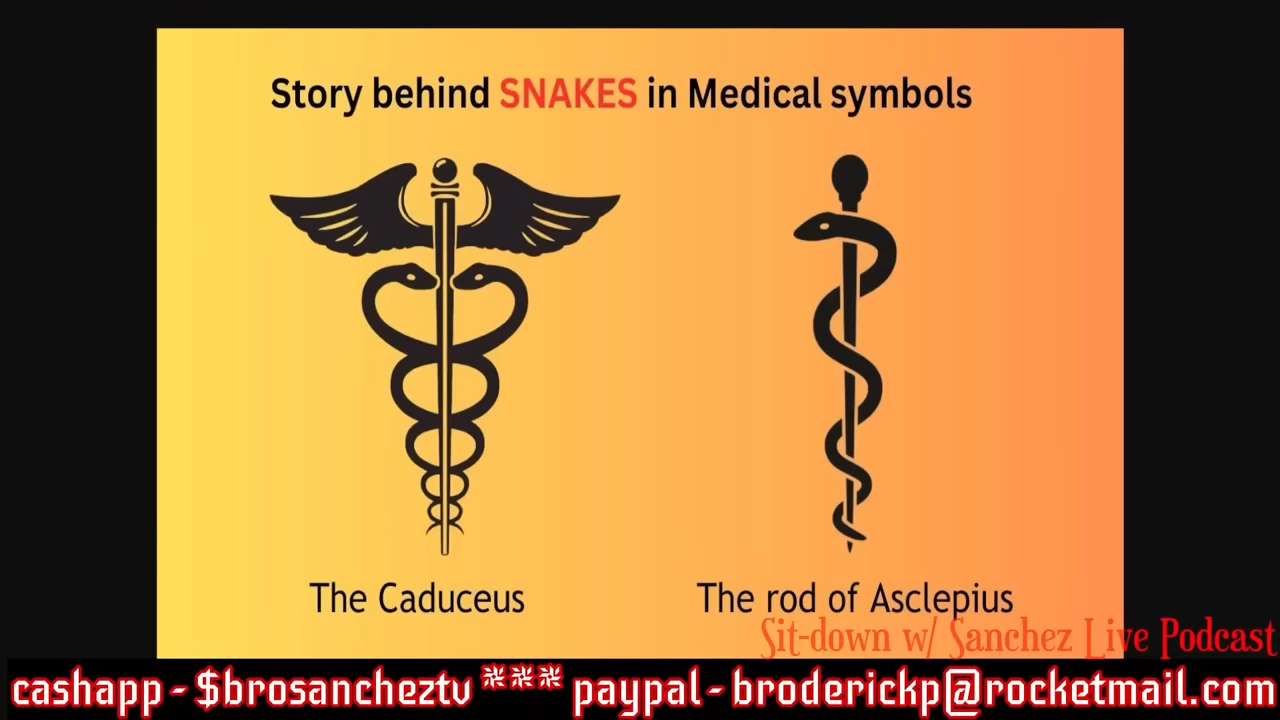 Story behind SNAKES in Medical symbols
The Caduceus
The rod of Asclepius
Sit-down w/ Sanchez Live Podcast
cashapp - $brosancheztv *** paypal - broderickp@rocketmail.com